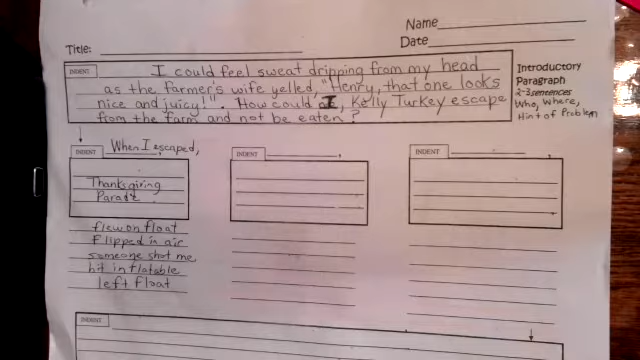 Name
Title:
Date
INDENT
I could feel sweat dripping from my head
as the farmer's wife yelled, "Henry, that one looks
nice and juicy!". How could I, Kelly Turkey escape
from the farm and not be eaten?
Introductory
Paragraph
2-3 sentences
Who, Where,
Hint of Problem
INDENT
When I escaped,
Thanksgiving
Parade
flew on float
Flipped in air
someone shot me
hit inflatable
left float
INDENT
INDENT
INDENT